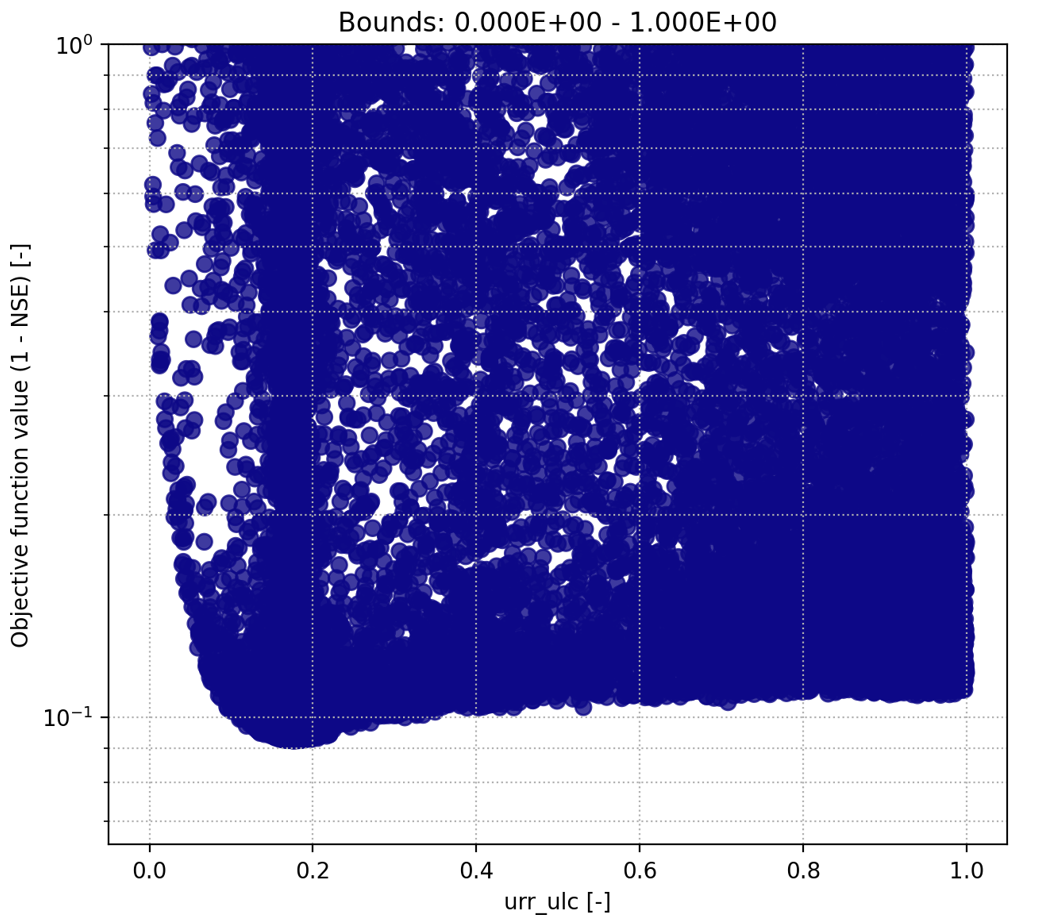 Bounds: 0.000E+00 - 1.000E+00
10⁰
10⁻¹
Objective function value (1 - NSE) [-]
0.0 0.2 0.4 0.6 0.8 1.0
urr_ulc [-]